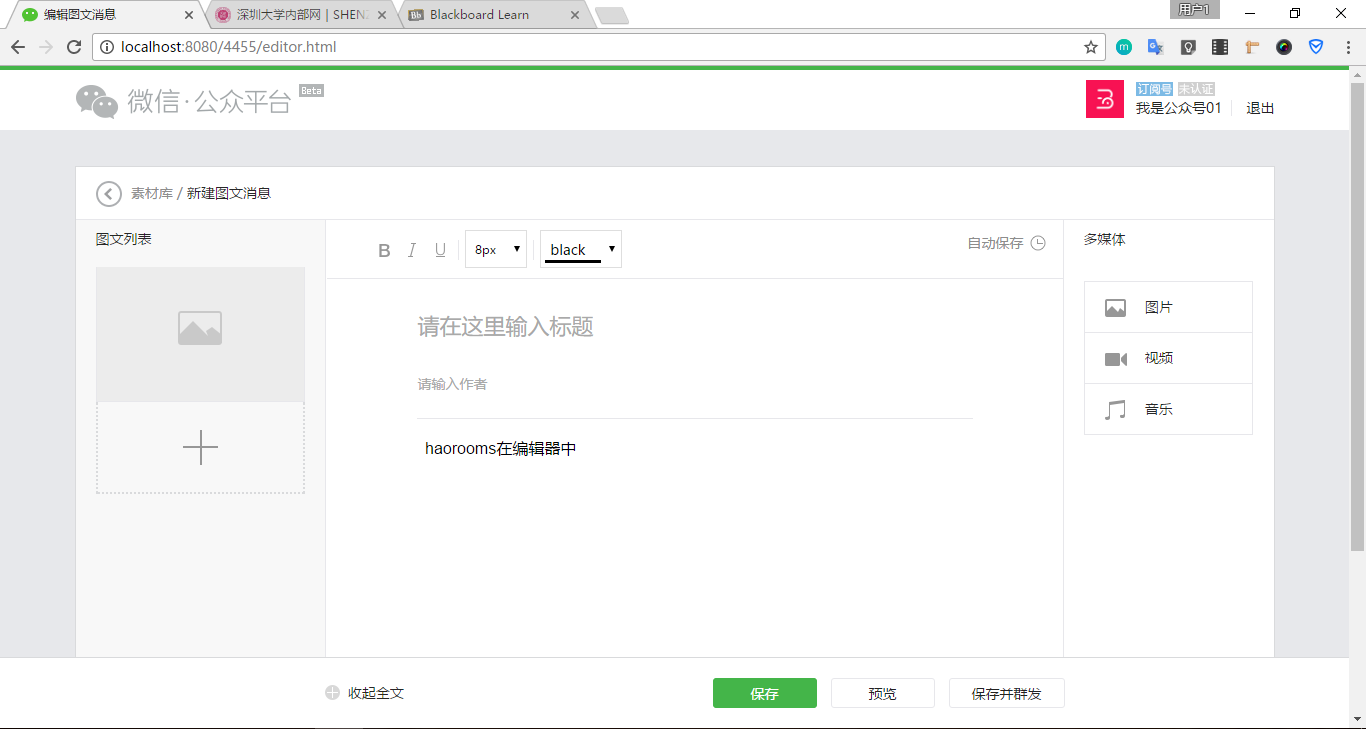 编辑图文消息
深圳大学内部网 | SHENZ
Bb Blackboard Learn
用户1
localhost:8080/4455/editor.html
微信·公众平台 Beta
订阅号 未认证
我是公众号01 退出
素材库 / 新建图文消息
图文列表
B I U 8px black
自动保存
多媒体
请在这里输入标题
请输入作者
haorooms在编辑器中
图片
视频
音乐
收起全文
保存
预览
保存并群发